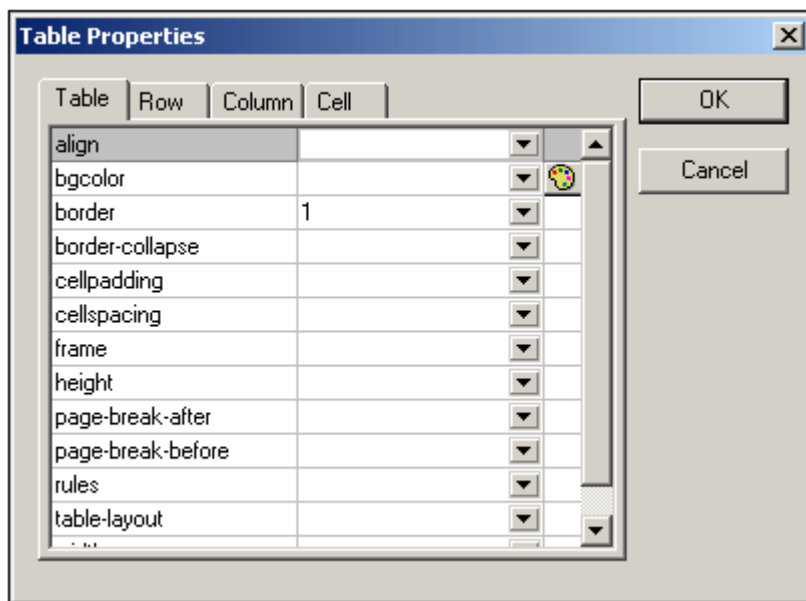 Table Properties
Table Row Column Cell
OK
Cancel
align
bgcolor
border 1
border-collapse
cellpadding
cellspacing
frame
height
page-break-after
page-break-before
rules
table-layout